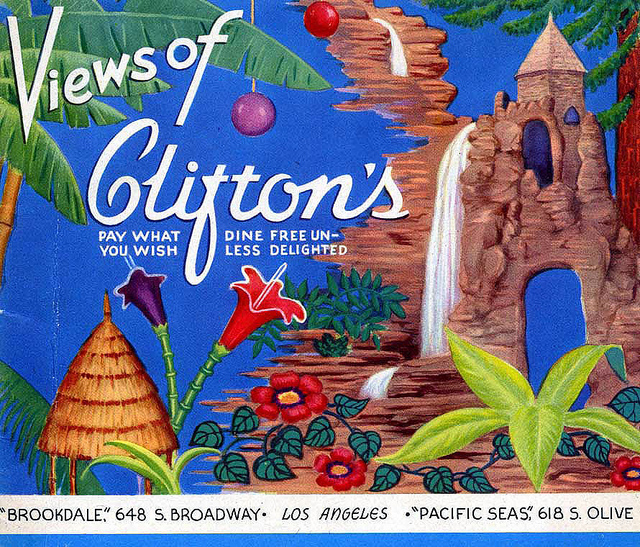 Views of
Clifton's
PAY WHAT YOU WISH
DINE FREE UN-LESS DELIGHTED
"BROOKDALE," 648 S. BROADWAY • LOS ANGELES • "PACIFIC SEAS," 618 S. OLIVE